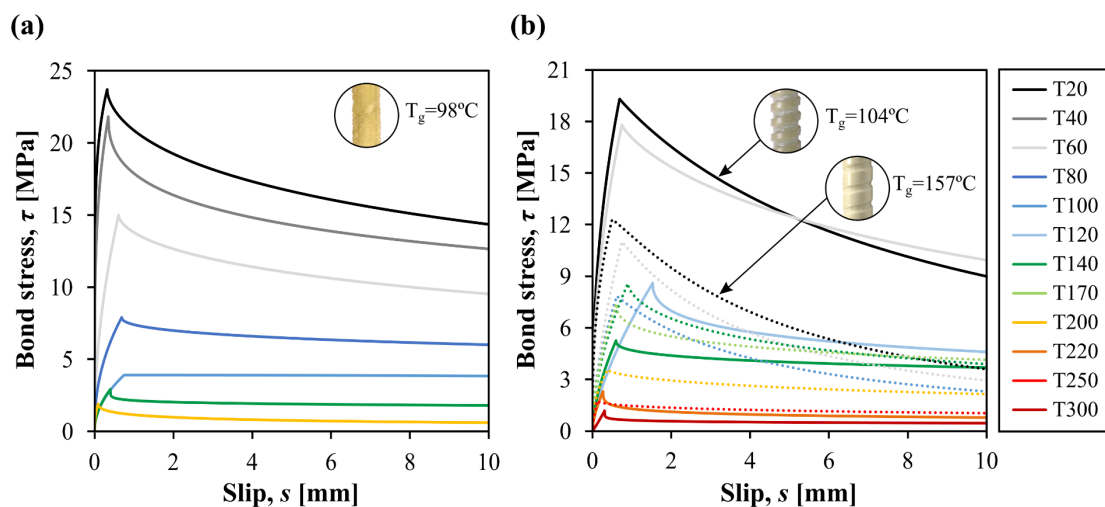 (a)
(b)
Bond stress, τ [MPa]
25
20
15
10
5
0
0 2 4 6 8 10
Slip, s [mm]
Tg=98ºC
Bond stress, τ [MPa]
21
18
15
12
9
6
3
0
0 2 4 6 8 10
Slip, s [mm]
Tg=104ºC
Tg=157ºC
T20
T40
T60
T80
T100
T120
T140
T170
T200
T220
T250
T300